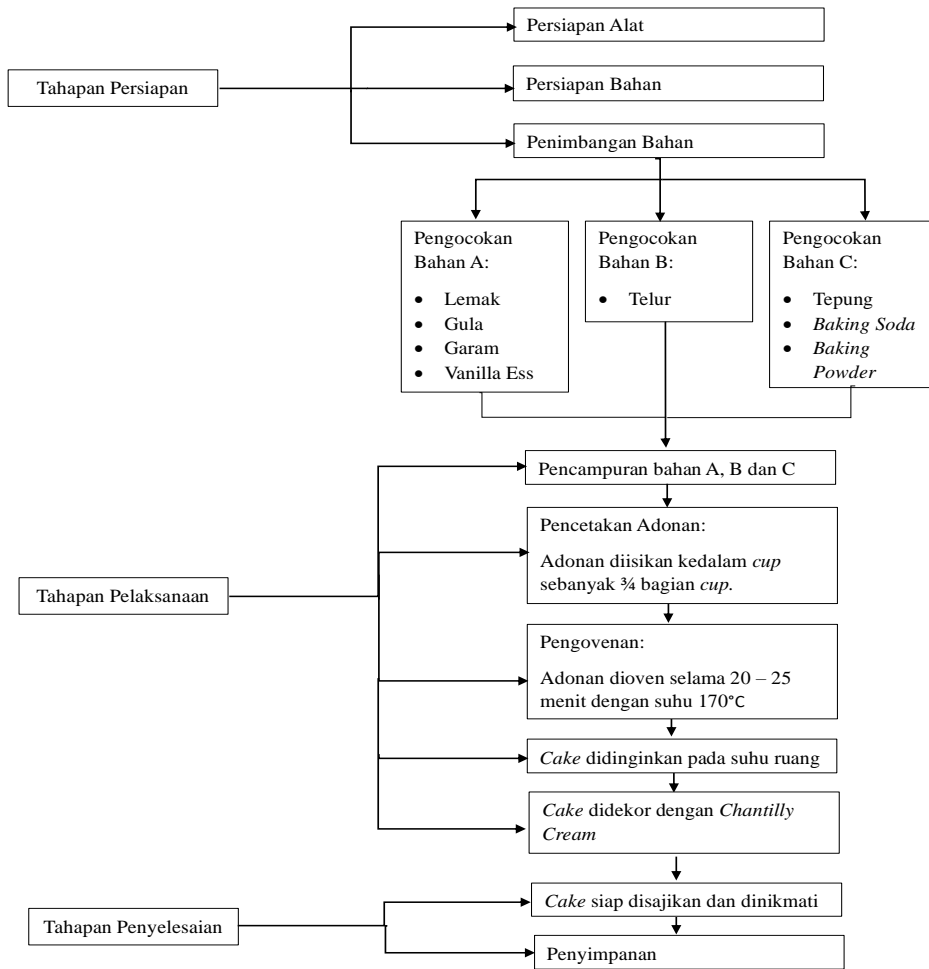 Persiapan Alat
Tahapan Persiapan
Persiapan Bahan
Penimbangan Bahan
Pengocokan
Bahan A:
• Lemak
• Gula
• Garam
• Vanilla Ess
Pengocokan
Bahan B:
• Telur
Pengocokan
Bahan C:
• Tepung
• Baking Soda
• Baking
Powder
Pencampuran bahan A, B dan C
Pencetakan Adonan:
Adonan diisikan kedalam cup
sebanyak ¾ bagian cup.
Tahapan Pelaksanaan
Pengovenan:
Adonan dioven selama 20 – 25
menit dengan suhu 170°C
Cake didinginkan pada suhu ruang
Cake didekor dengan Chantilly
Cream
Cake siap disajikan dan dinikmati
Tahapan Penyelesaian
Penyimpanan